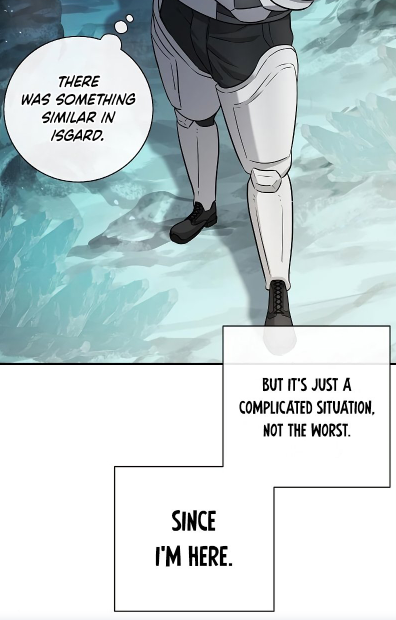 THERE
WAS SOMETHING
SIMILAR IN
ISGARD.
BUT IT'S JUST A
COMPLICATED SITUATION,
NOT THE WORST.
SINCE
I'M HERE.